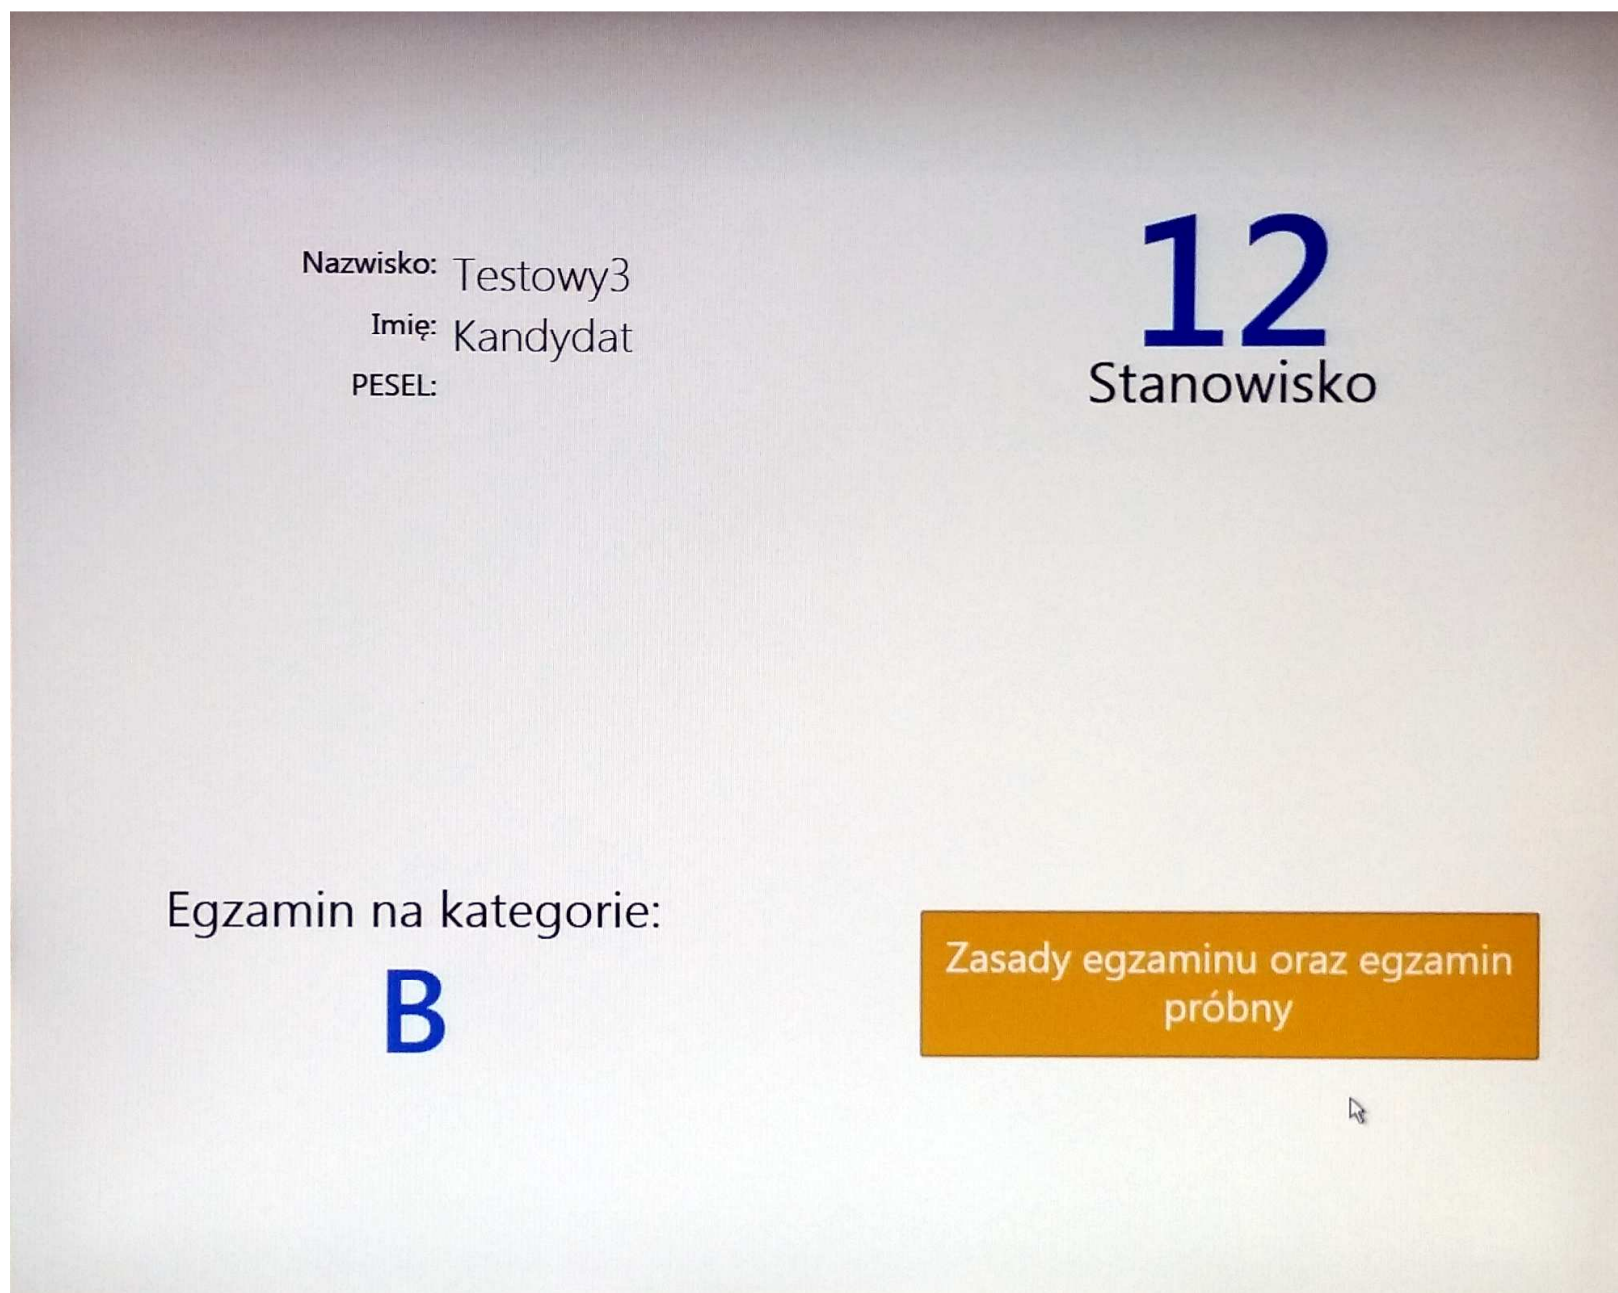 Nazwisko: Testowy3
Imię: Kandydat
PESEL:
12
Stanowisko
Egzamin na kategorie:
B
Zasady egzaminu oraz egzamin
próbny